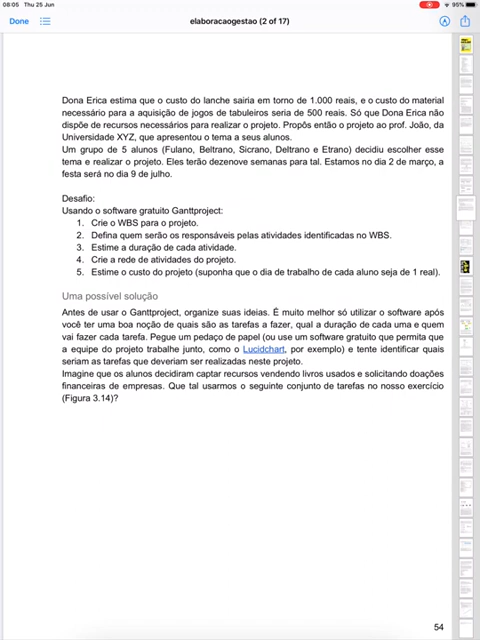 08:05 Thu 25 Jun
95%
Done
elaboracaogestao (2 of 17)
Dona Erica estima que o custo do lanche sairia em torno de 1.000 reais, e o custo do material
necessário para a aquisição de jogos de tabuleiros seria de 500 reais. Só que Dona Erica não
dispõe de recursos necessários para realizar o projeto. Propôs então o projeto ao prof. João, da
Universidade XYZ, que apresentou o tema a seus alunos.
Um grupo de 5 alunos (Fulano, Beltrano, Sicrano, Deltrano e Etrano) decidiu escolher esse
tema e realizar o projeto. Eles terão dezenove semanas para tal. Estamos no dia 2 de março, a
festa será no dia 9 de julho.
Desafio:
Usando o software gratuito Ganttproject:
1. Crie o WBS para o projeto.
2. Defina quem serão os responsáveis pelas atividades identificadas no WBS.
3. Estime a duração de cada atividade.
4. Crie a rede de atividades do projeto.
5. Estime o custo do projeto (suponha que o dia de trabalho de cada aluno seja de 1 real).
Uma possível solução
Antes de usar o Ganttproject, organize suas ideias. É muito melhor só utilizar o software após
você ter uma boa noção de quais são as tarefas a fazer, qual a duração de cada uma e quem
vai fazer cada tarefa. Pegue um pedaço de papel (ou use um software gratuito que permita que
a equipe do projeto trabalhe junto, como o Lucidchart, por exemplo) e tente identificar quais
seriam as tarefas que deveriam ser realizadas neste projeto.
Imagine que os alunos decidiram captar recursos vendendo livros usados e solicitando doações
financeiras de empresas. Que tal usarmos o seguinte conjunto de tarefas no nosso exercício
(Figura 3.14)?
54